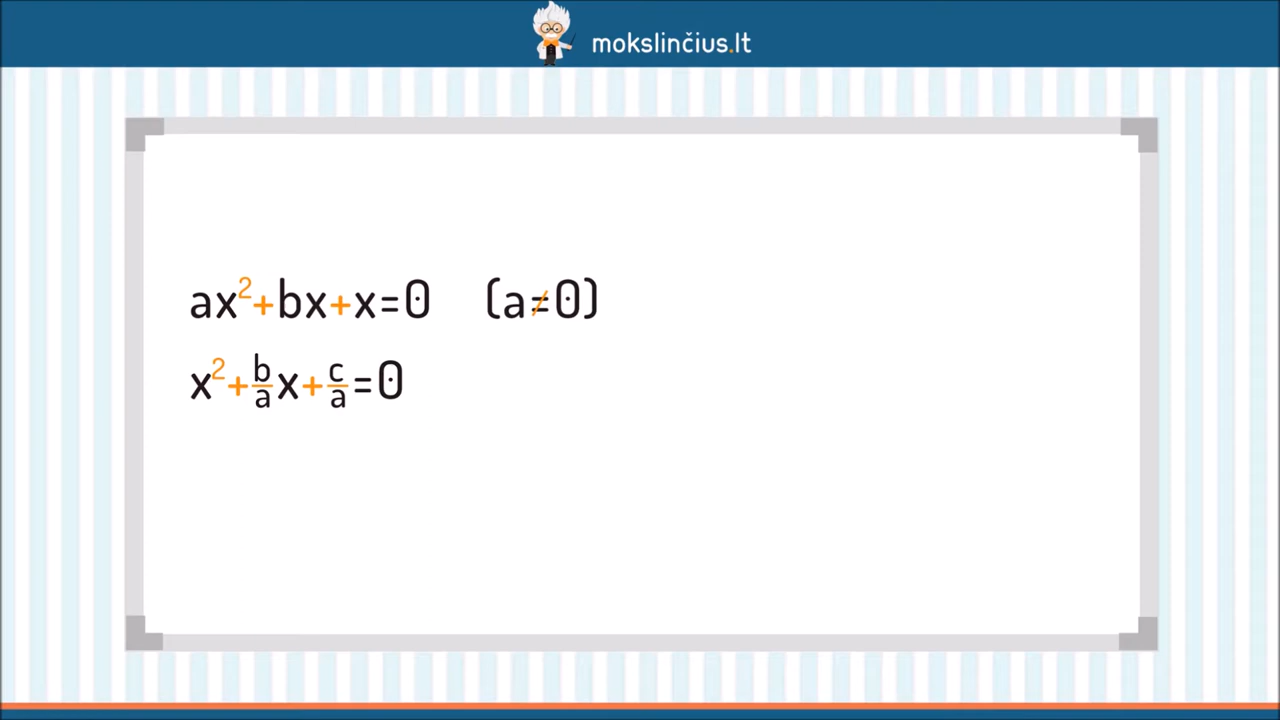 mokslinčius.lt
ax²+bx+x=0 (a≠0)
x²+b/a x+c/a=0